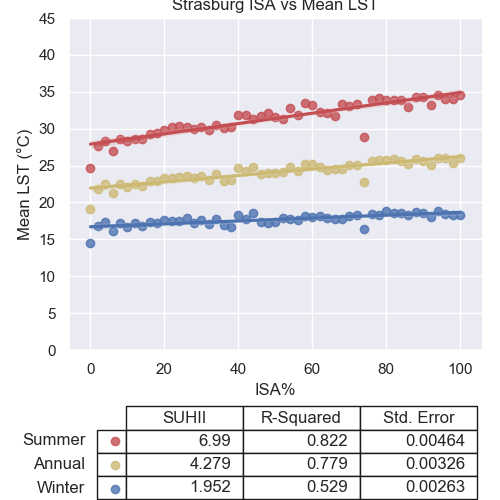 Strasburg ISA vs Mean LST
45
40
35
30
25
20
15
10
5
0
Mean LST (°C)
0 20 40 60 80 100
ISA%
SUHII R-Squared Std. Error
Summer 6.99 0.822 0.00464
Annual 4.279 0.779 0.00326
Winter 1.952 0.529 0.00263